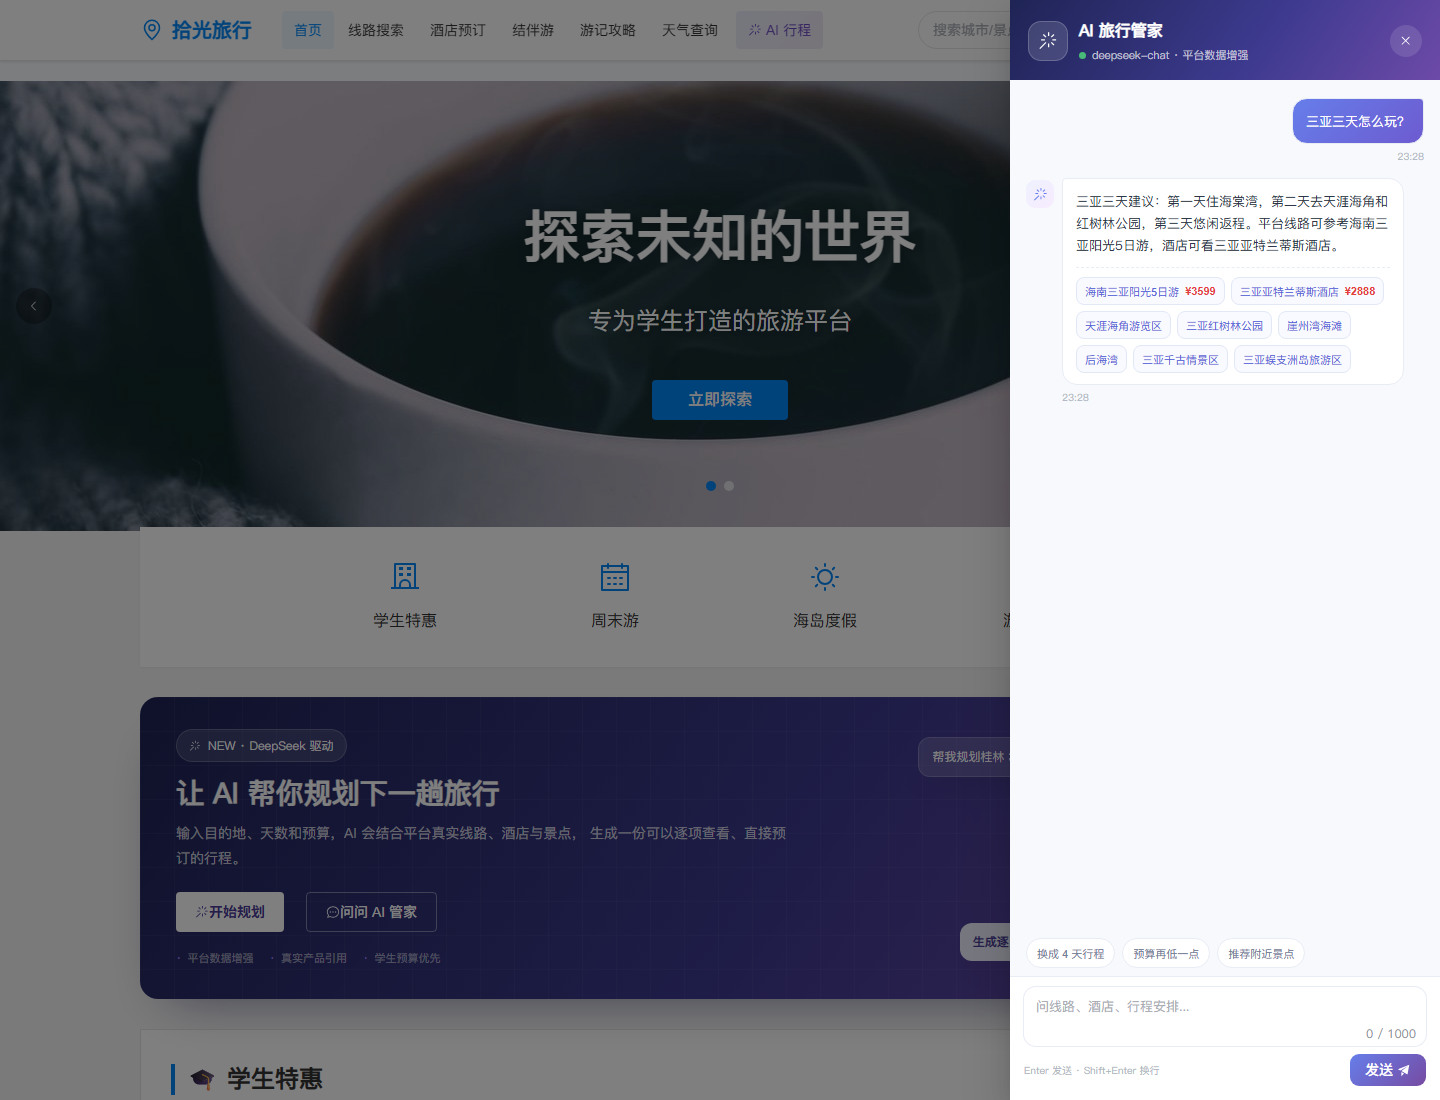 拾光旅行
首页 线路搜索 酒店预订 结伴游 游记攻略 天气查询 AI 行程
搜索城市/景
探索未知的世界
专为学生打造的旅游平台
立即探索
学生特惠 周末游 海岛度假
NEW · DeepSeek 驱动
让 AI 帮你规划下一趟旅行
输入目的地、天数和预算，AI 会结合平台真实线路、酒店与景点， 生成一份可以逐项查看、直接预
订的行程。
开始规划 问问 AI 管家
· 平台数据增强 · 真实产品引用 · 学生预算优先
帮我规划桂林
生成逐
学生特惠
AI 旅行管家
deepseek-chat · 平台数据增强
三亚三天怎么玩？
23:28
三亚三天建议：第一天住海棠湾，第二天去天涯海角和
红树林公园，第三天悠闲返程。平台线路可参考海南三
亚阳光5日游，酒店可看三亚亚特兰蒂斯酒店。
海南三亚阳光5日游 ¥3599 三亚亚特兰蒂斯酒店 ¥2888
天涯海角游览区 三亚红树林公园 崖州湾海滩
后海湾 三亚千古情景区 三亚蜈支洲岛旅游区
23:28
换成 4 天行程 预算再低一点 推荐附近景点
问线路、酒店、行程安排...
0 / 1000
Enter 发送 · Shift+Enter 换行
发送